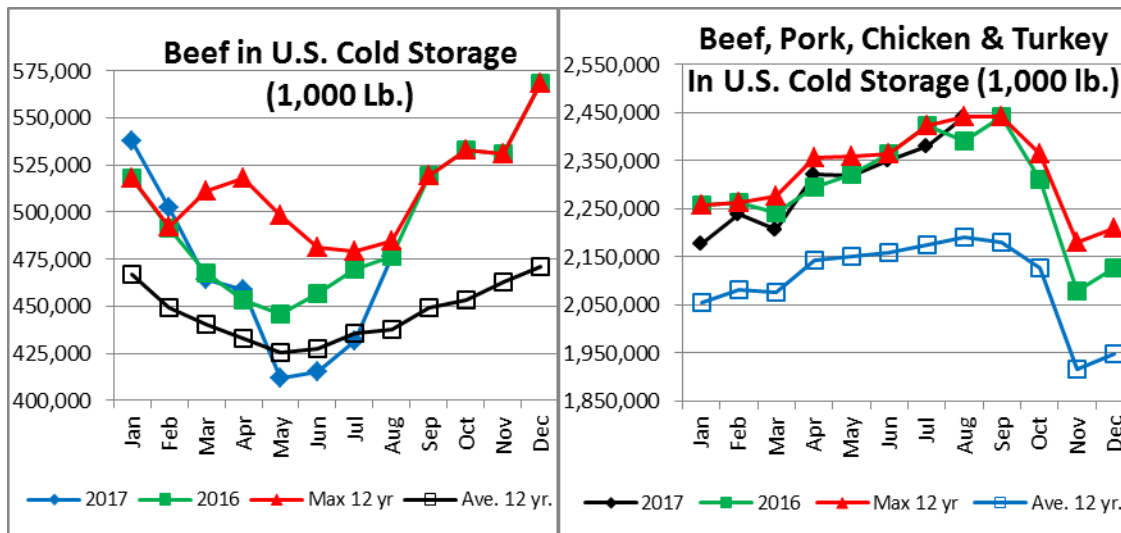 Beef in U.S. Cold Storage
(1,000 Lb.)
575,000
550,000
525,000
500,000
475,000
450,000
425,000
400,000
Jan
Feb
Mar
Apr
May
Jun
Jul
Aug
Sep
Oct
Nov
Dec
2017
2016
Max 12 yr
Ave. 12 yr.
Beef, Pork, Chicken & Turkey
In U.S. Cold Storage (1,000 lb.)
2,550,000
2,450,000
2,350,000
2,250,000
2,150,000
2,050,000
1,950,000
1,850,000
Jan
Feb
Mar
Apr
May
Jun
Jul
Aug
Sep
Oct
Nov
Dec
2017
2016
Max 12 yr
Ave. 12 yr.